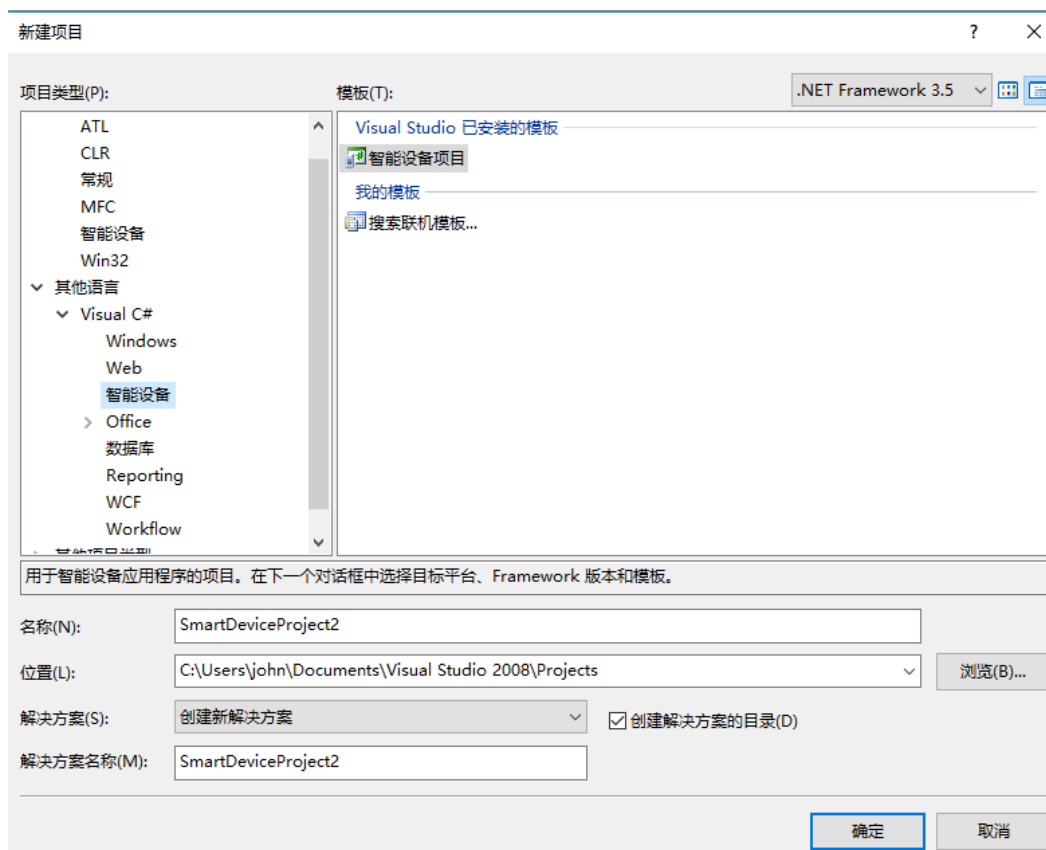 新建项目
?
项目类型(P):
模板(T):
.NET Framework 3.5
ATL
CLR
常规
MFC
智能设备
Win32
其他语言
Visual C#
Windows
Web
智能设备
Office
数据库
Reporting
WCF
Workflow
其他项目类型
Visual Studio 已安装的模板
智能设备项目
我的模板
搜索联机模板...
用于智能设备应用程序的项目。在下一个对话框中选择目标平台、Framework 版本和模板。
名称(N):
SmartDeviceProject2
位置(L):
C:\Users\john\Documents\Visual Studio 2008\Projects
浏览(B)...
解决方案(S):
创建新解决方案
创建解决方案的目录(D)
解决方案名称(M):
SmartDeviceProject2
确定
取消